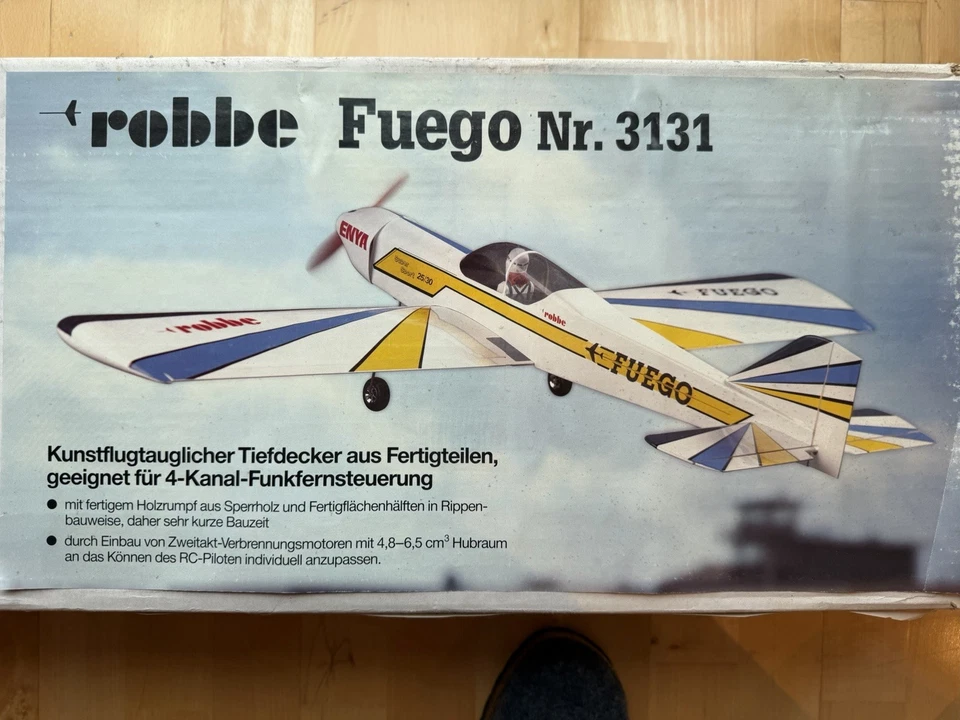 robbe Fuego Nr. 3131
ENYA
25/30
FUEGO
robbe
robbe
FUEGO
Kunstflugtauglicher Tiefdecker aus Fertigteilen,
geeignet für 4-Kanal-Funkfernsteuerung
● mit fertigem Holzrumpf aus Sperrholz und Fertigflächenhälften in Rippen-
bauweise, daher sehr kurze Bauzeit
● durch Einbau von Zweitakt-Verbrennungsmotoren mit 4,8–6,5 cm³ Hubraum
an das Können des RC-Piloten individuell anzupassen.